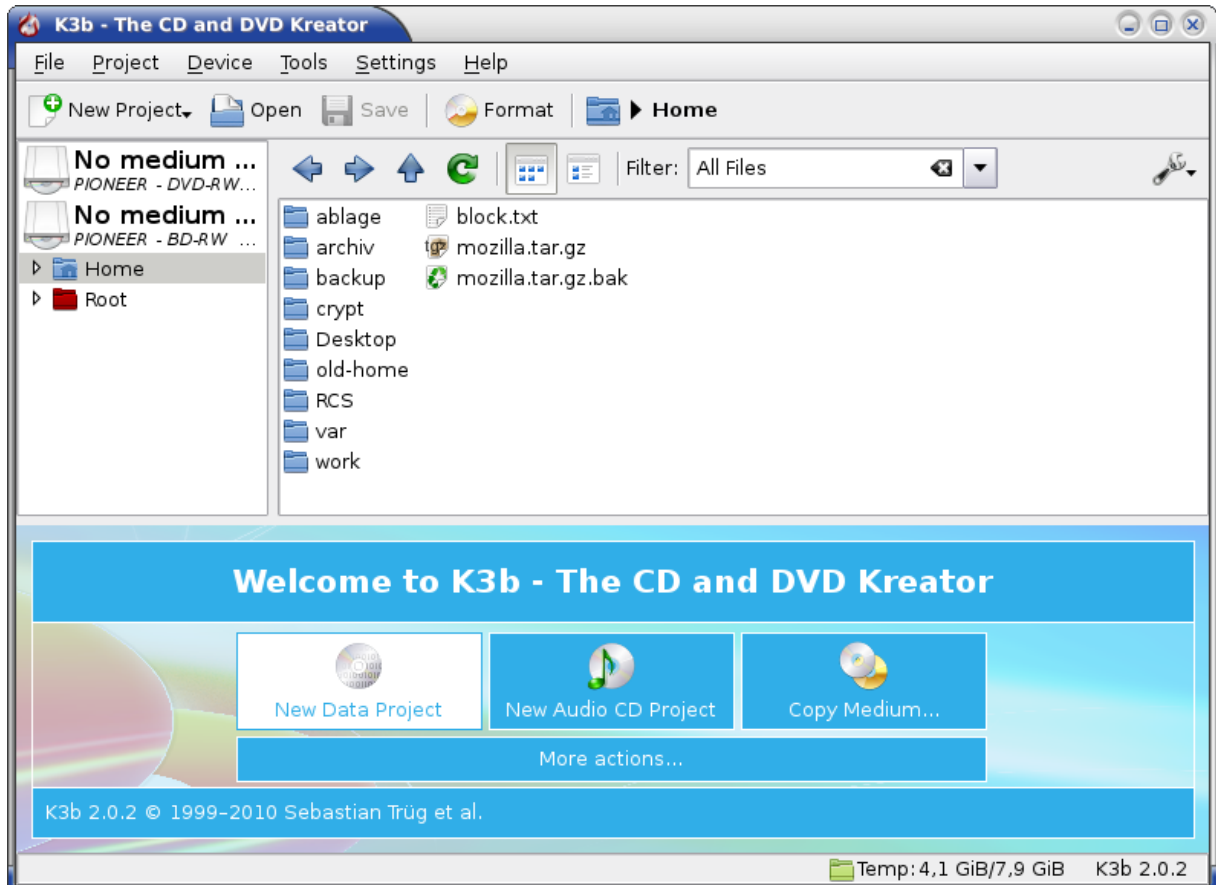 K3b - The CD and DVD Kreator
File Project Device Tools Settings Help
New Project Open Save Format Home
No medium ...
PIONEER - DVD-RW...
No medium ...
PIONEER - BD-RW ...
Home
Root
Filter: All Files
ablage block.txt
archiv mozilla.tar.gz
backup mozilla.tar.gz.bak
crypt
Desktop
old-home
RCS
var
work
Welcome to K3b - The CD and DVD Kreator
New Data Project New Audio CD Project Copy Medium...
More actions...
K3b 2.0.2 © 1999–2010 Sebastian Trüg et al.
Temp: 4,1 GiB/7,9 GiB K3b 2.0.2